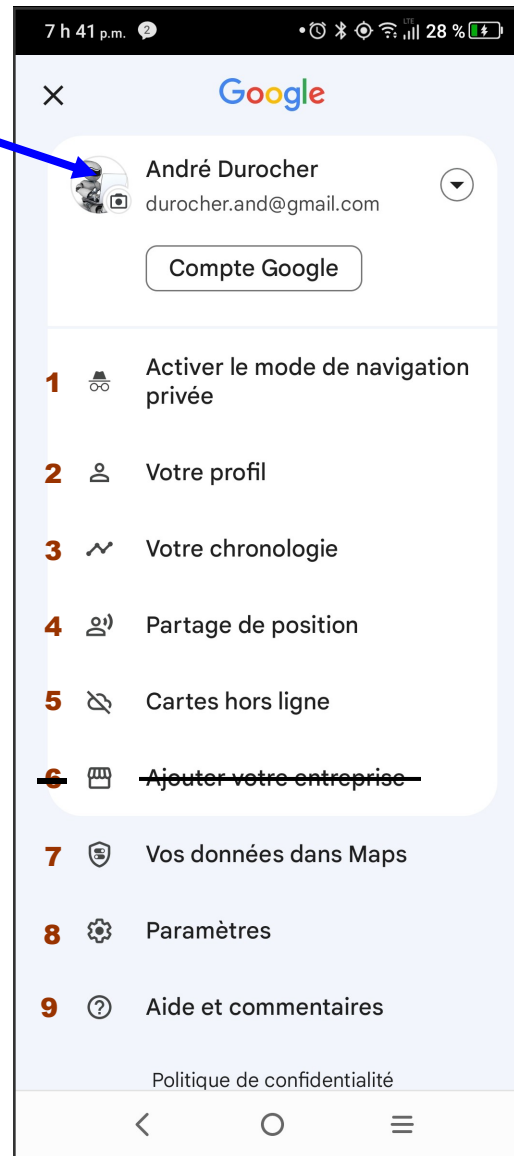 7 h 41 p.m. 2 LTE 28 %
Google
André Durocher
durocher.and@gmail.com
Compte Google
1 Activer le mode de navigation
privée
2 Votre profil
3 Votre chronologie
4 Partage de position
5 Cartes hors ligne
6 Ajouter votre entreprise
7 Vos données dans Maps
8 Paramètres
9 Aide et commentaires
Politique de confidentialité